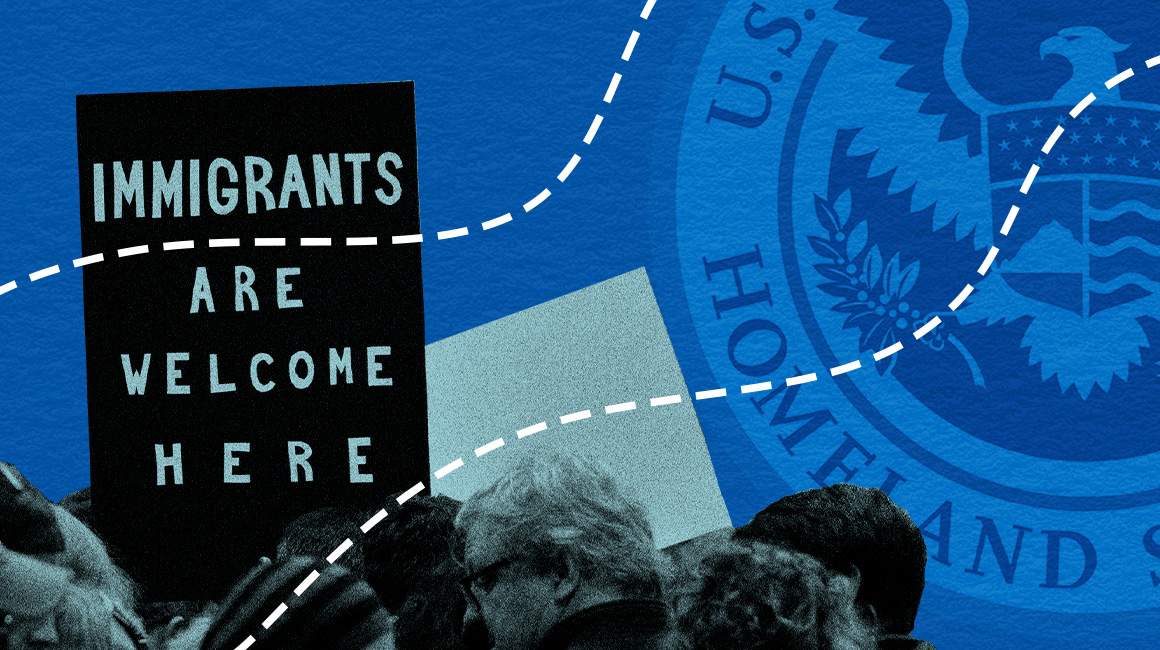 IMMIGRANTS
ARE
WELCOME
HERE
U.S.
HOMELAND S